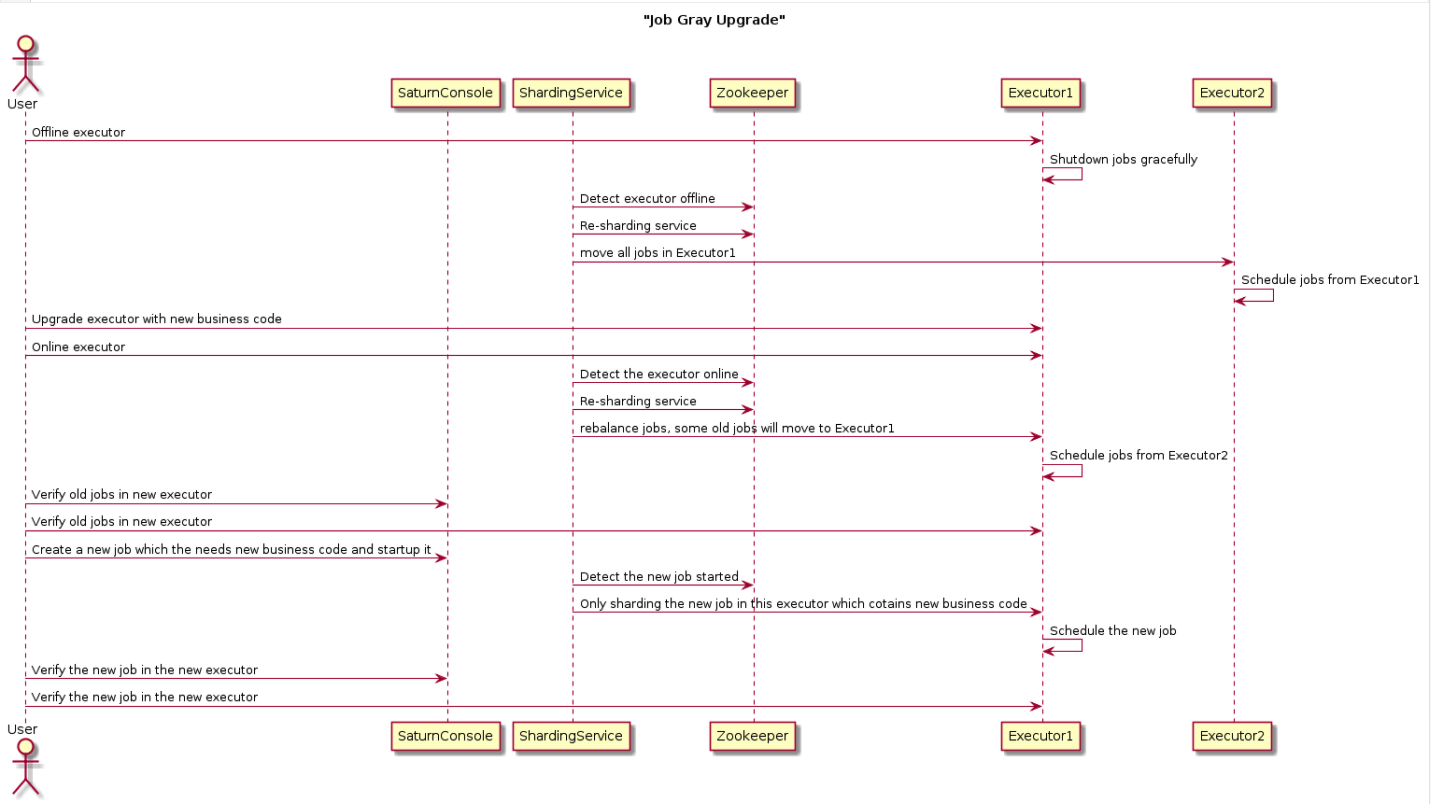 "Job Gray Upgrade"
User
SaturnConsole
ShardingService
Zookeeper
Executor1
Executor2
Offline executor
Shutdown jobs gracefully
Detect executor offline
Re-sharding service
move all jobs in Executor1
Schedule jobs from Executor1
Upgrade executor with new business code
Online executor
Detect the executor online
Re-sharding service
rebalance jobs, some old jobs will move to Executor1
Schedule jobs from Executor2
Verify old jobs in new executor
Verify old jobs in new executor
Create a new job which the needs new business code and startup it
Detect the new job started
Only sharding the new job in this executor which cotains new business code
Schedule the new job
Verify the new job in the new executor
Verify the new job in the new executor
User
SaturnConsole
ShardingService
Zookeeper
Executor1
Executor2